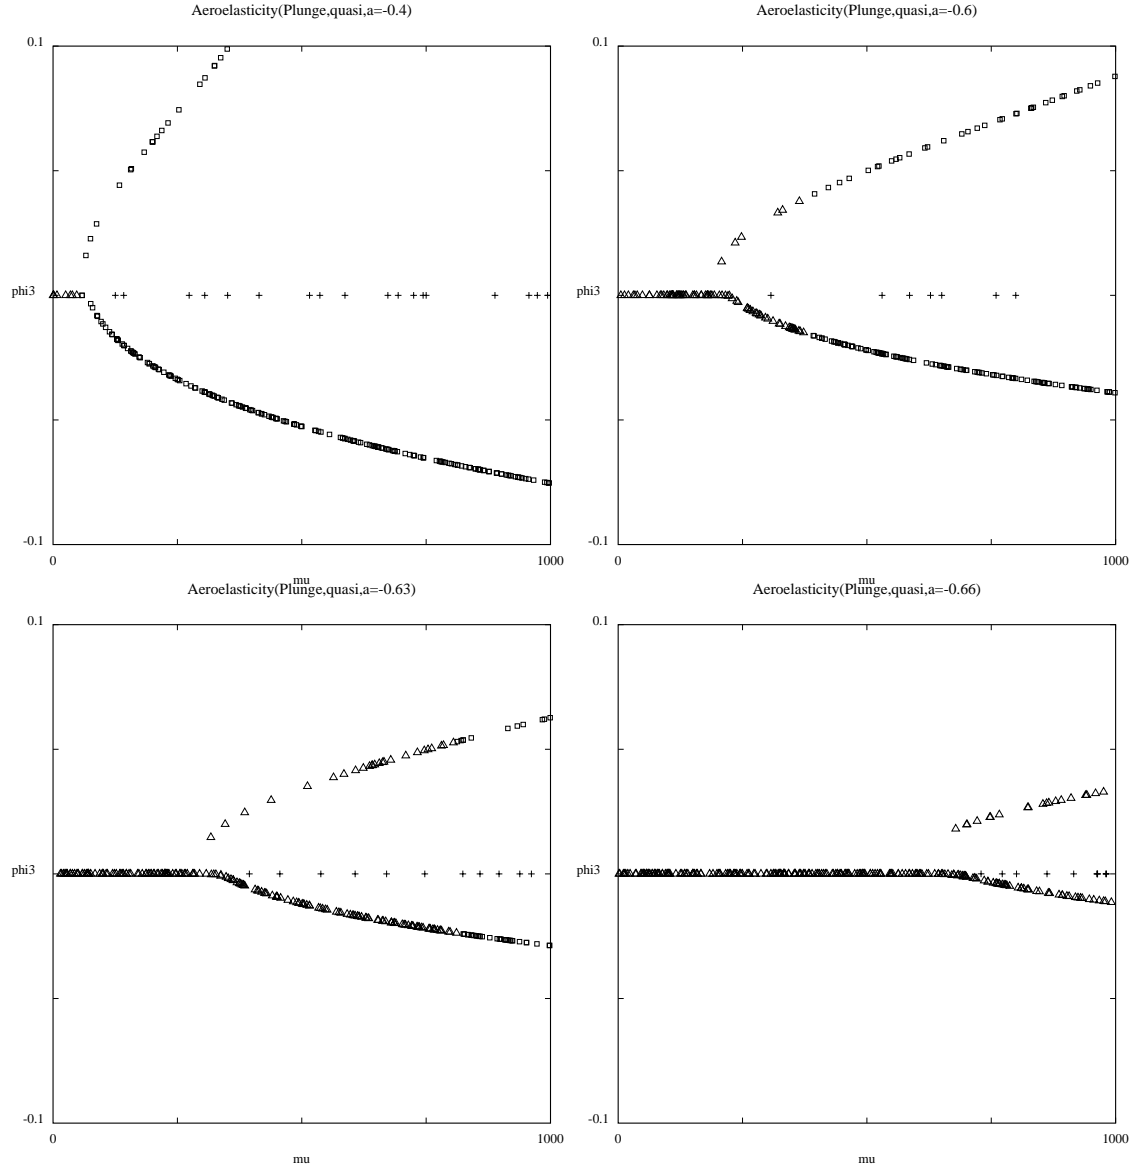 Aeroelasticity(Plunge,quasi,a=-0.4)
0.1
phi3
-0.1
0
1000
mu
Aeroelasticity(Plunge,quasi,a=-0.6)
0.1
phi3
-0.1
0
1000
mu
Aeroelasticity(Plunge,quasi,a=-0.63)
0.1
phi3
-0.1
0
1000
mu
Aeroelasticity(Plunge,quasi,a=-0.66)
0.1
phi3
-0.1
0
1000
mu